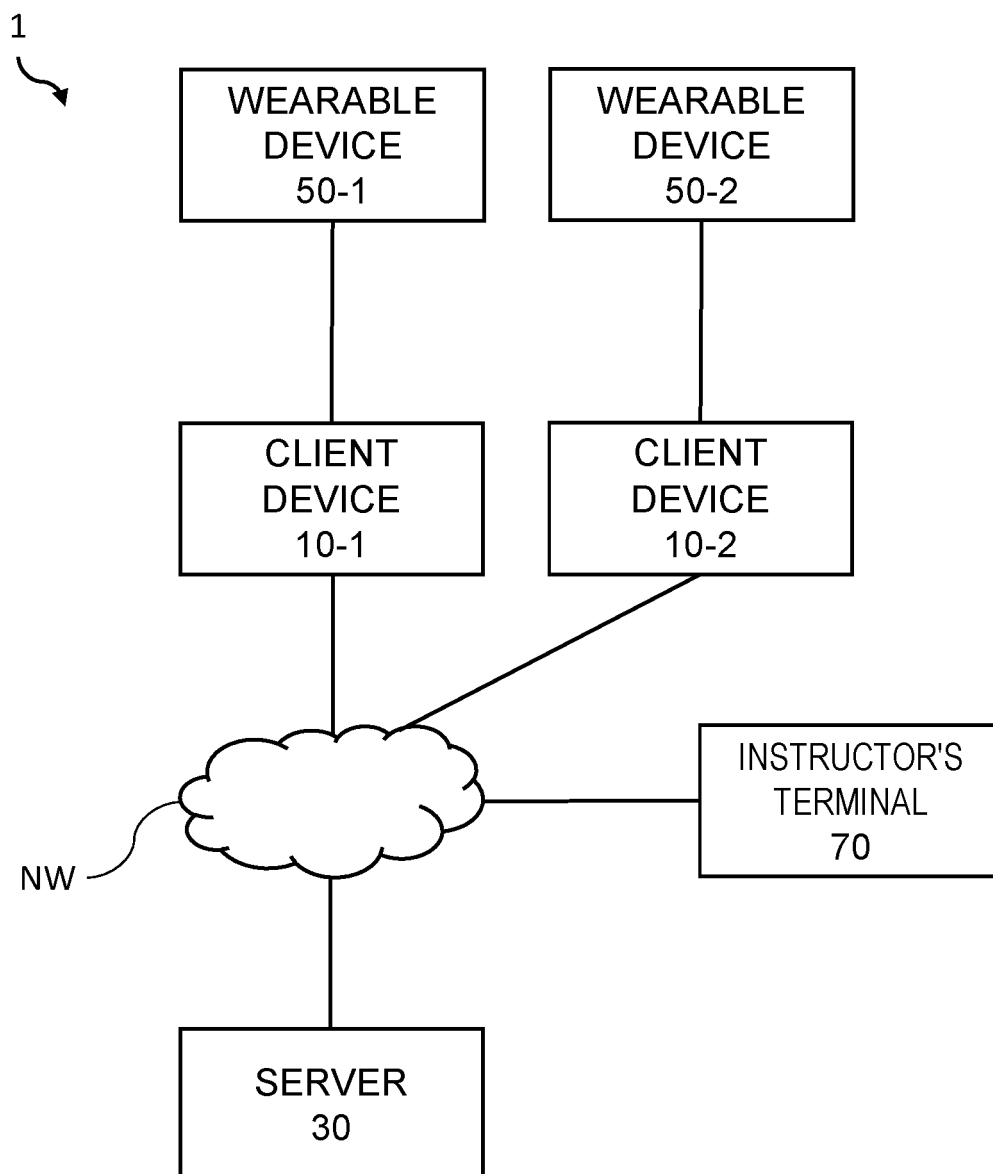 1
WEARABLE
DEVICE
50-1
WEARABLE
DEVICE
50-2
CLIENT
DEVICE
10-1
CLIENT
DEVICE
10-2
INSTRUCTOR'S
TERMINAL
70
NW
SERVER
30